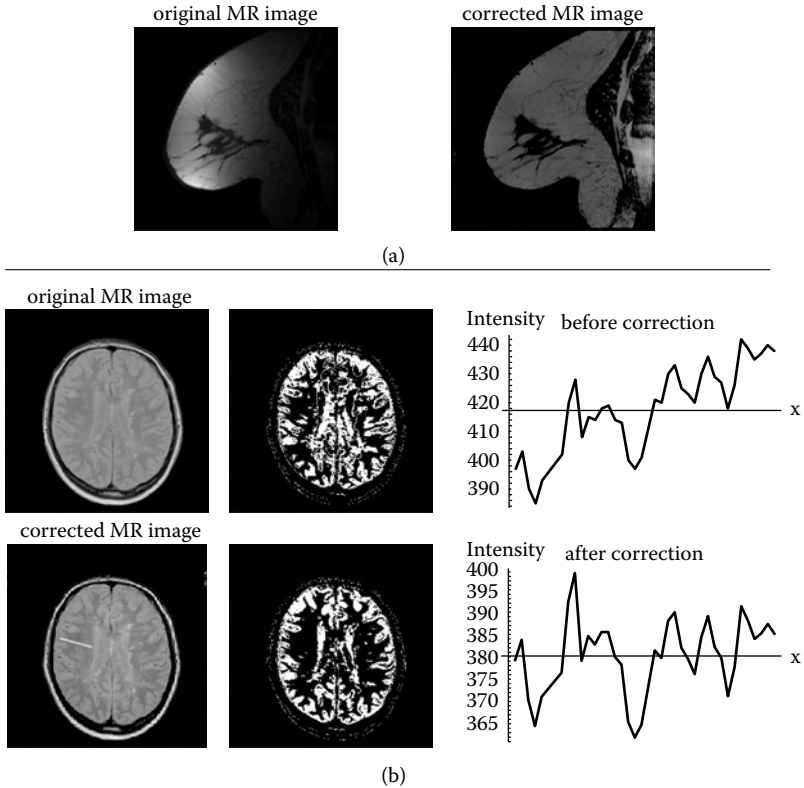 original MR image
corrected MR image
(a)
original MR image
Intensity
before correction
440
430
420
410
400
390
x
corrected MR image
Intensity
after correction
400
395
390
385
380
375
370
365
x
(b)